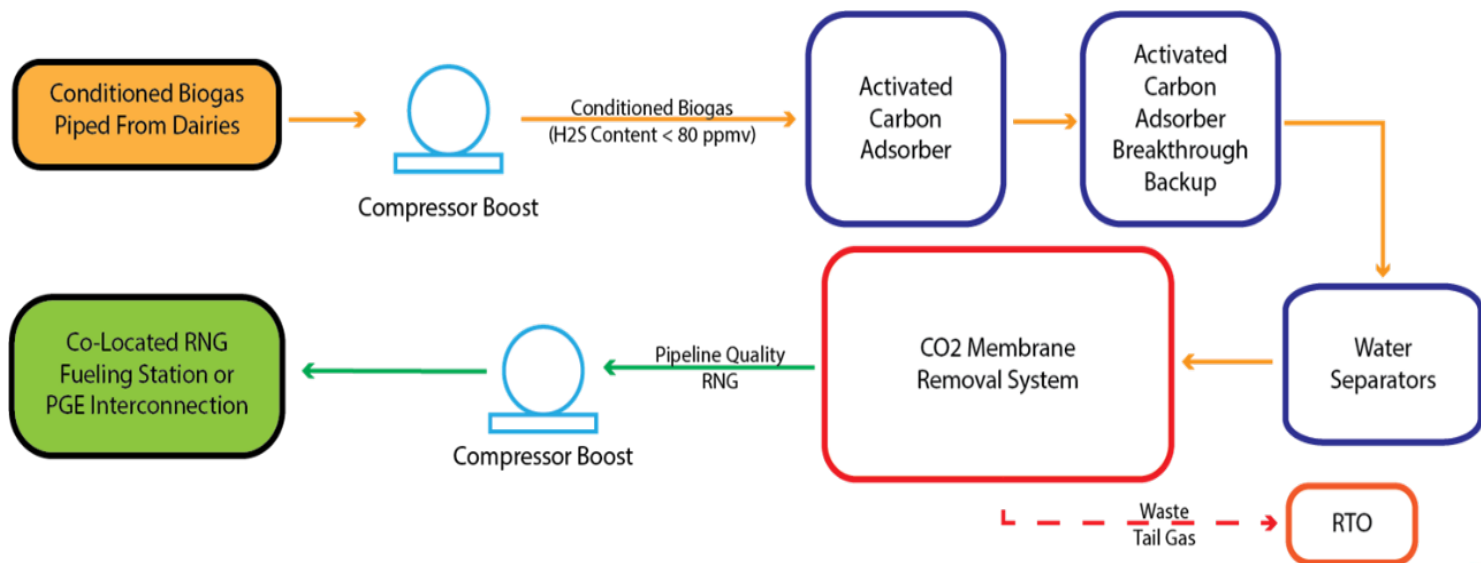 Conditioned Biogas
Piped From Dairies
Compressor Boost
Conditioned Biogas
(H2S Content < 80 ppmv)
Activated
Carbon
Adsorber
Activated
Carbon
Adsorber
Breakthrough
Backup
Water
Separators
CO2 Membrane
Removal System
Pipeline Quality
RNG
Compressor Boost
Co-Located RNG
Fueling Station or
PGE Interconnection
Waste
Tail Gas
RTO